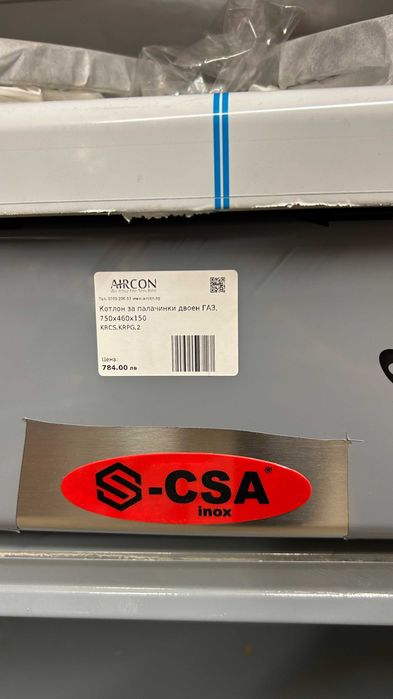 AIRCON
Котлон за палачинки двоен ГАЗ,
750x460x150
KRCS.KRPG.2
Цена:
784.00 лв
S-CSA®
inox